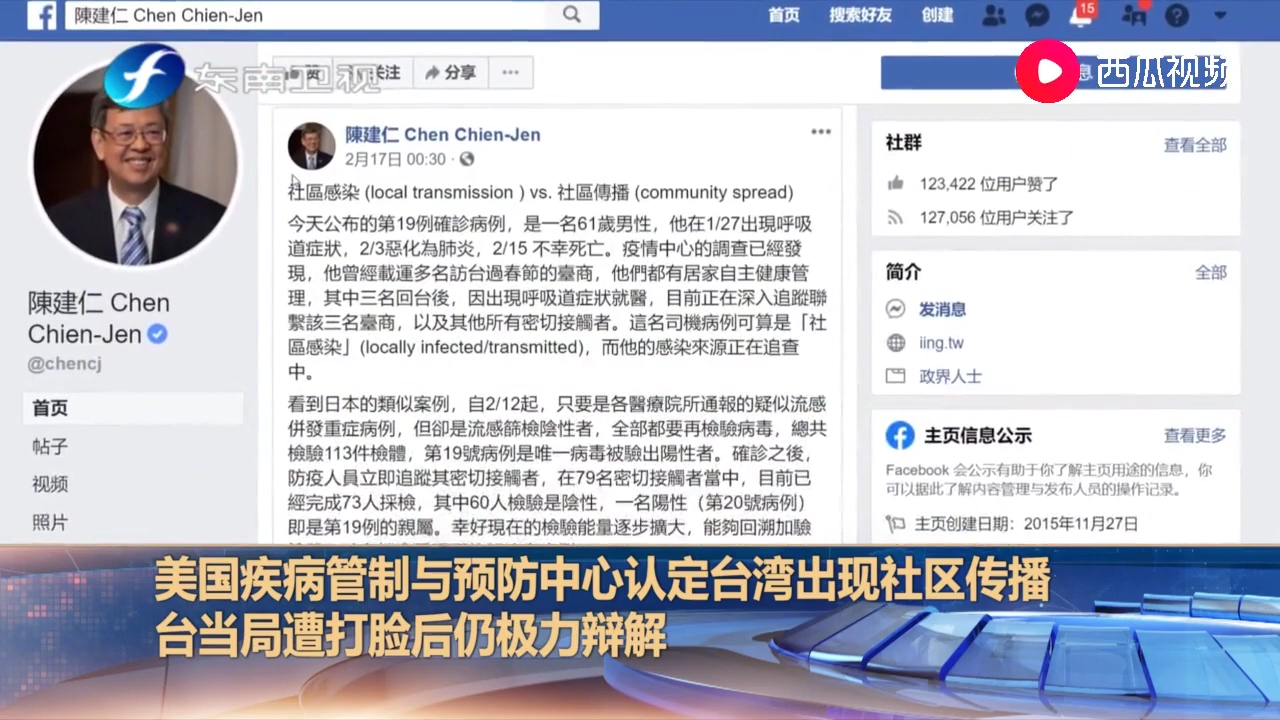 陳建仁 Chen Chien-Jen
首页
搜索好友
创建
15
东南卫视
赞
关注
分享
西瓜视频
息
陳建仁 Chen Chien-Jen
2月17日 00:30
社區感染 (local transmission ) vs. 社區傳播 (community spread)
今天公布的第19例確診病例，是一名61歲男性，他在1/27出現呼吸
道症狀，2/3惡化為肺炎，2/15 不幸死亡。疫情中心的調查已經發
現，他曾經載運多名訪台過春節的臺商，他們都有居家自主健康管
理，其中三名回台後，因出現呼吸道症狀就醫，目前正在深入追蹤聯
繫該三名臺商，以及其他所有密切接觸者。這名司機病例可算是「社
區感染」(locally infected/transmitted)，而他的感染來源正在追查
中。
看到日本的類似案例，自2/12起，只要是各醫療院所通報的疑似流感
併發重症病例，但卻是流感篩檢陰性者，全部都要再檢驗病毒，總共
檢驗113件檢體，第19號病例是唯一病毒被驗出陽性者。確診之後，
防疫人員立即追蹤其密切接觸者，在79名密切接觸者當中，目前已
經完成73人採檢，其中60人檢驗是陰性，一名陽性（第20號病例）
即是第19例的親屬。幸好現在的檢驗能量逐步擴大，能夠回溯加驗
陳建仁 Chen
Chien-Jen
@chencj
首页
帖子
视频
照片
社群
查看全部
123,422 位用户赞了
127,056 位用户关注了
简介
全部
发消息
iing.tw
政界人士
主页信息公示
查看更多
Facebook 会公示有助于你了解主页用途的信息，你
可以据此了解内容管理与发布人员的操作记录。
主页创建日期：2015年11月27日
美国疾病管制与预防中心认定台湾出现社区传播
台当局遭打脸后仍极力辩解